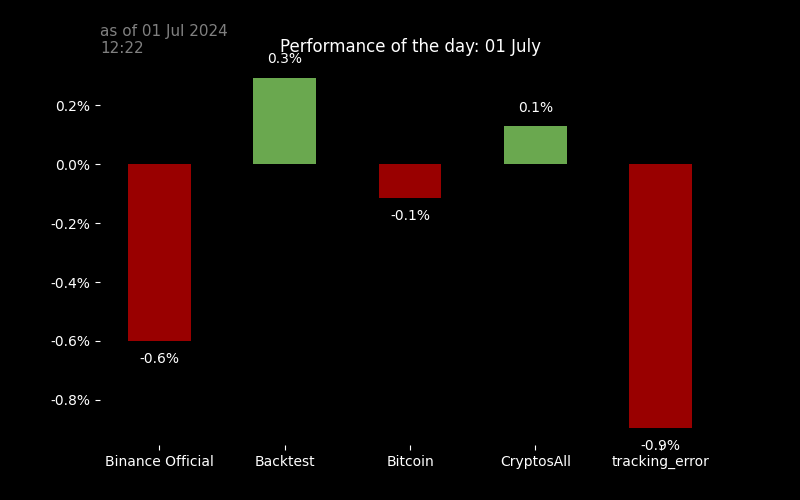 as of 01 Jul 2024
12:22
Performance of the day: 01 July
0.3%
0.1%
0.2%
0.0%
-0.2%
-0.4%
-0.6%
-0.8%
-0.1%
-0.6%
-0.9%
Binance Official
Backtest
Bitcoin
CryptosAll
tracking_error